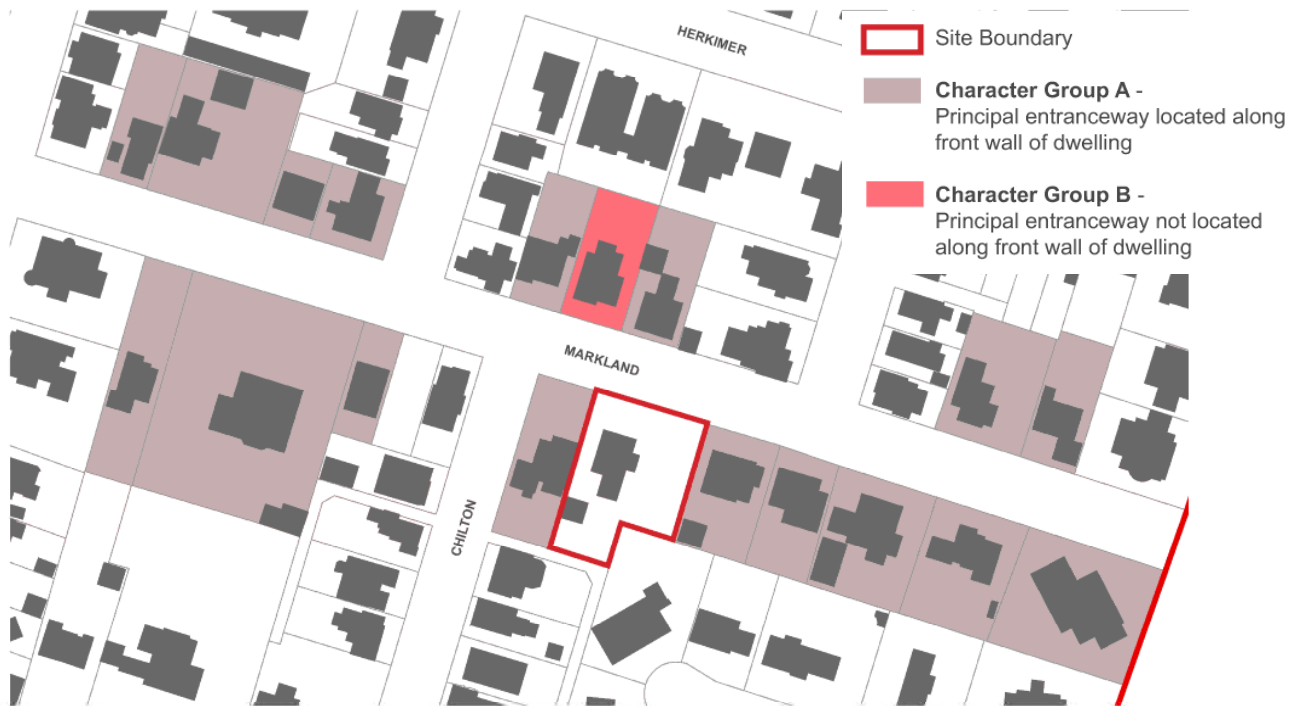 HERKIMER
Site Boundary
Character Group A -
Principal entranceway located along
front wall of dwelling
Character Group B -
Principal entranceway not located
along front wall of dwelling
MARKLAND
CHILTON